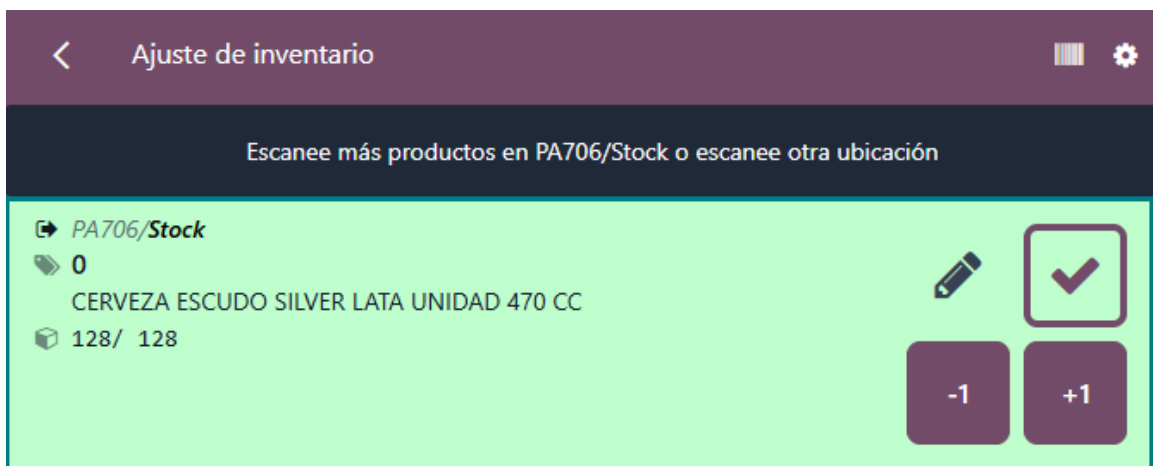 Ajuste de inventario
Escanee más productos en PA706/Stock o escanee otra ubicación
PA706/Stock
0
CERVEZA ESCUDO SILVER LATA UNIDAD 470 CC
128/ 128
-1
+1